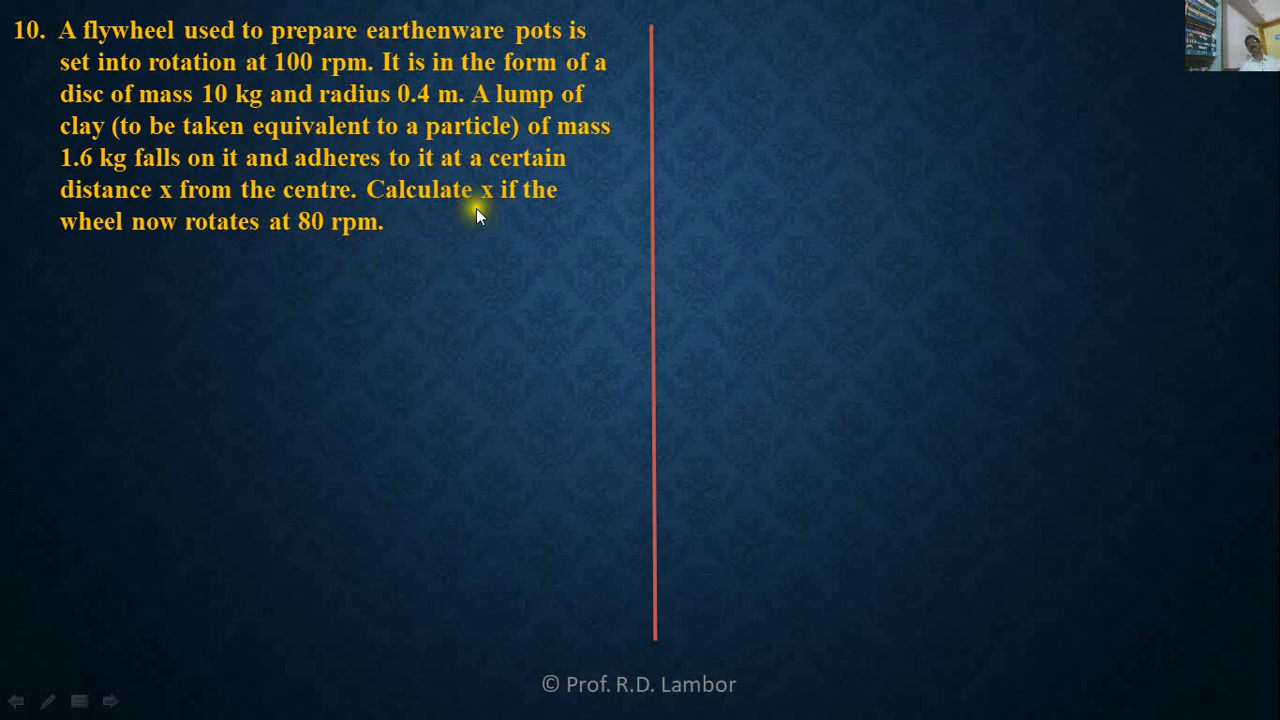 10. A flywheel used to prepare earthenware pots is
set into rotation at 100 rpm. It is in the form of a
disc of mass 10 kg and radius 0.4 m. A lump of
clay (to be taken equivalent to a particle) of mass
1.6 kg falls on it and adheres to it at a certain
distance x from the centre. Calculate x if the
wheel now rotates at 80 rpm.
© Prof. R.D. Lambor